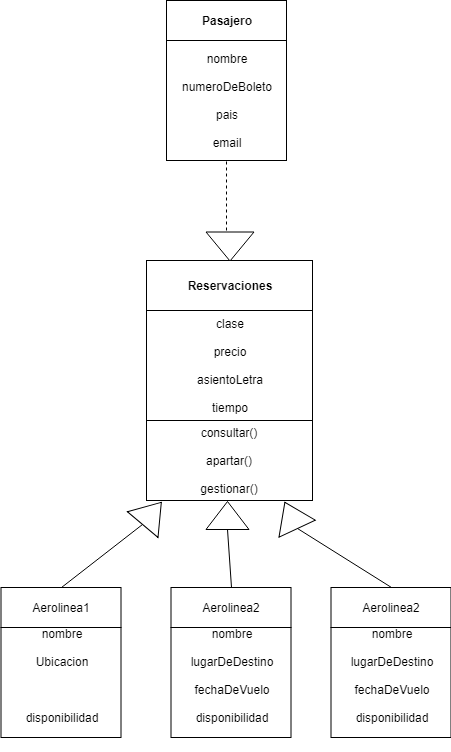 Pasajero
nombre
numeroDeBoleto
pais
email
Reservaciones
clase
precio
asientoLetra
tiempo
consultar()
apartar()
gestionar()
Aerolinea1
nombre
Ubicacion
disponibilidad
Aerolinea2
nombre
lugarDeDestino
fechaDeVuelo
disponibilidad
Aerolinea2
nombre
lugarDeDestino
fechaDeVuelo
disponibilidad